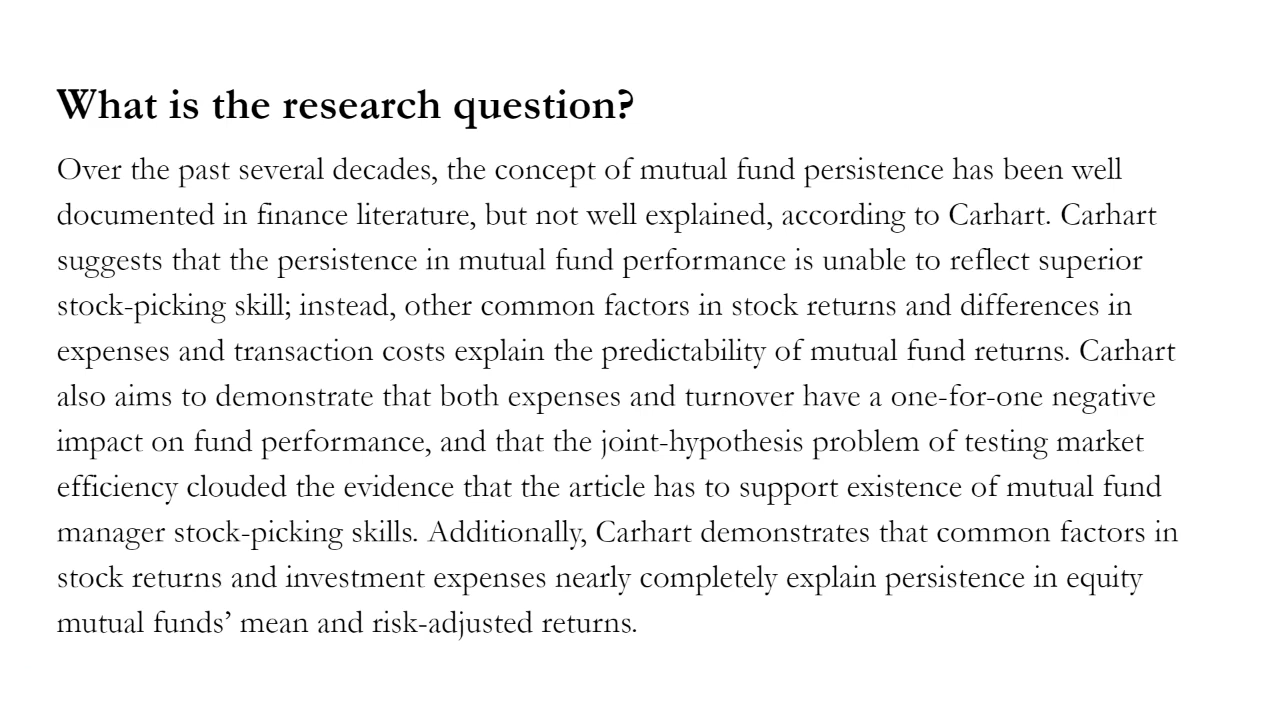 What is the research question?
Over the past several decades, the concept of mutual fund persistence has been well
documented in finance literature, but not well explained, according to Carhart. Carhart
suggests that the persistence in mutual fund performance is unable to reflect superior
stock-picking skill; instead, other common factors in stock returns and differences in
expenses and transaction costs explain the predictability of mutual fund returns. Carhart
also aims to demonstrate that both expenses and turnover have a one-for-one negative
impact on fund performance, and that the joint-hypothesis problem of testing market
efficiency clouded the evidence that the article has to support existence of mutual fund
manager stock-picking skills. Additionally, Carhart demonstrates that common factors in
stock returns and investment expenses nearly completely explain persistence in equity
mutual funds’ mean and risk-adjusted returns.